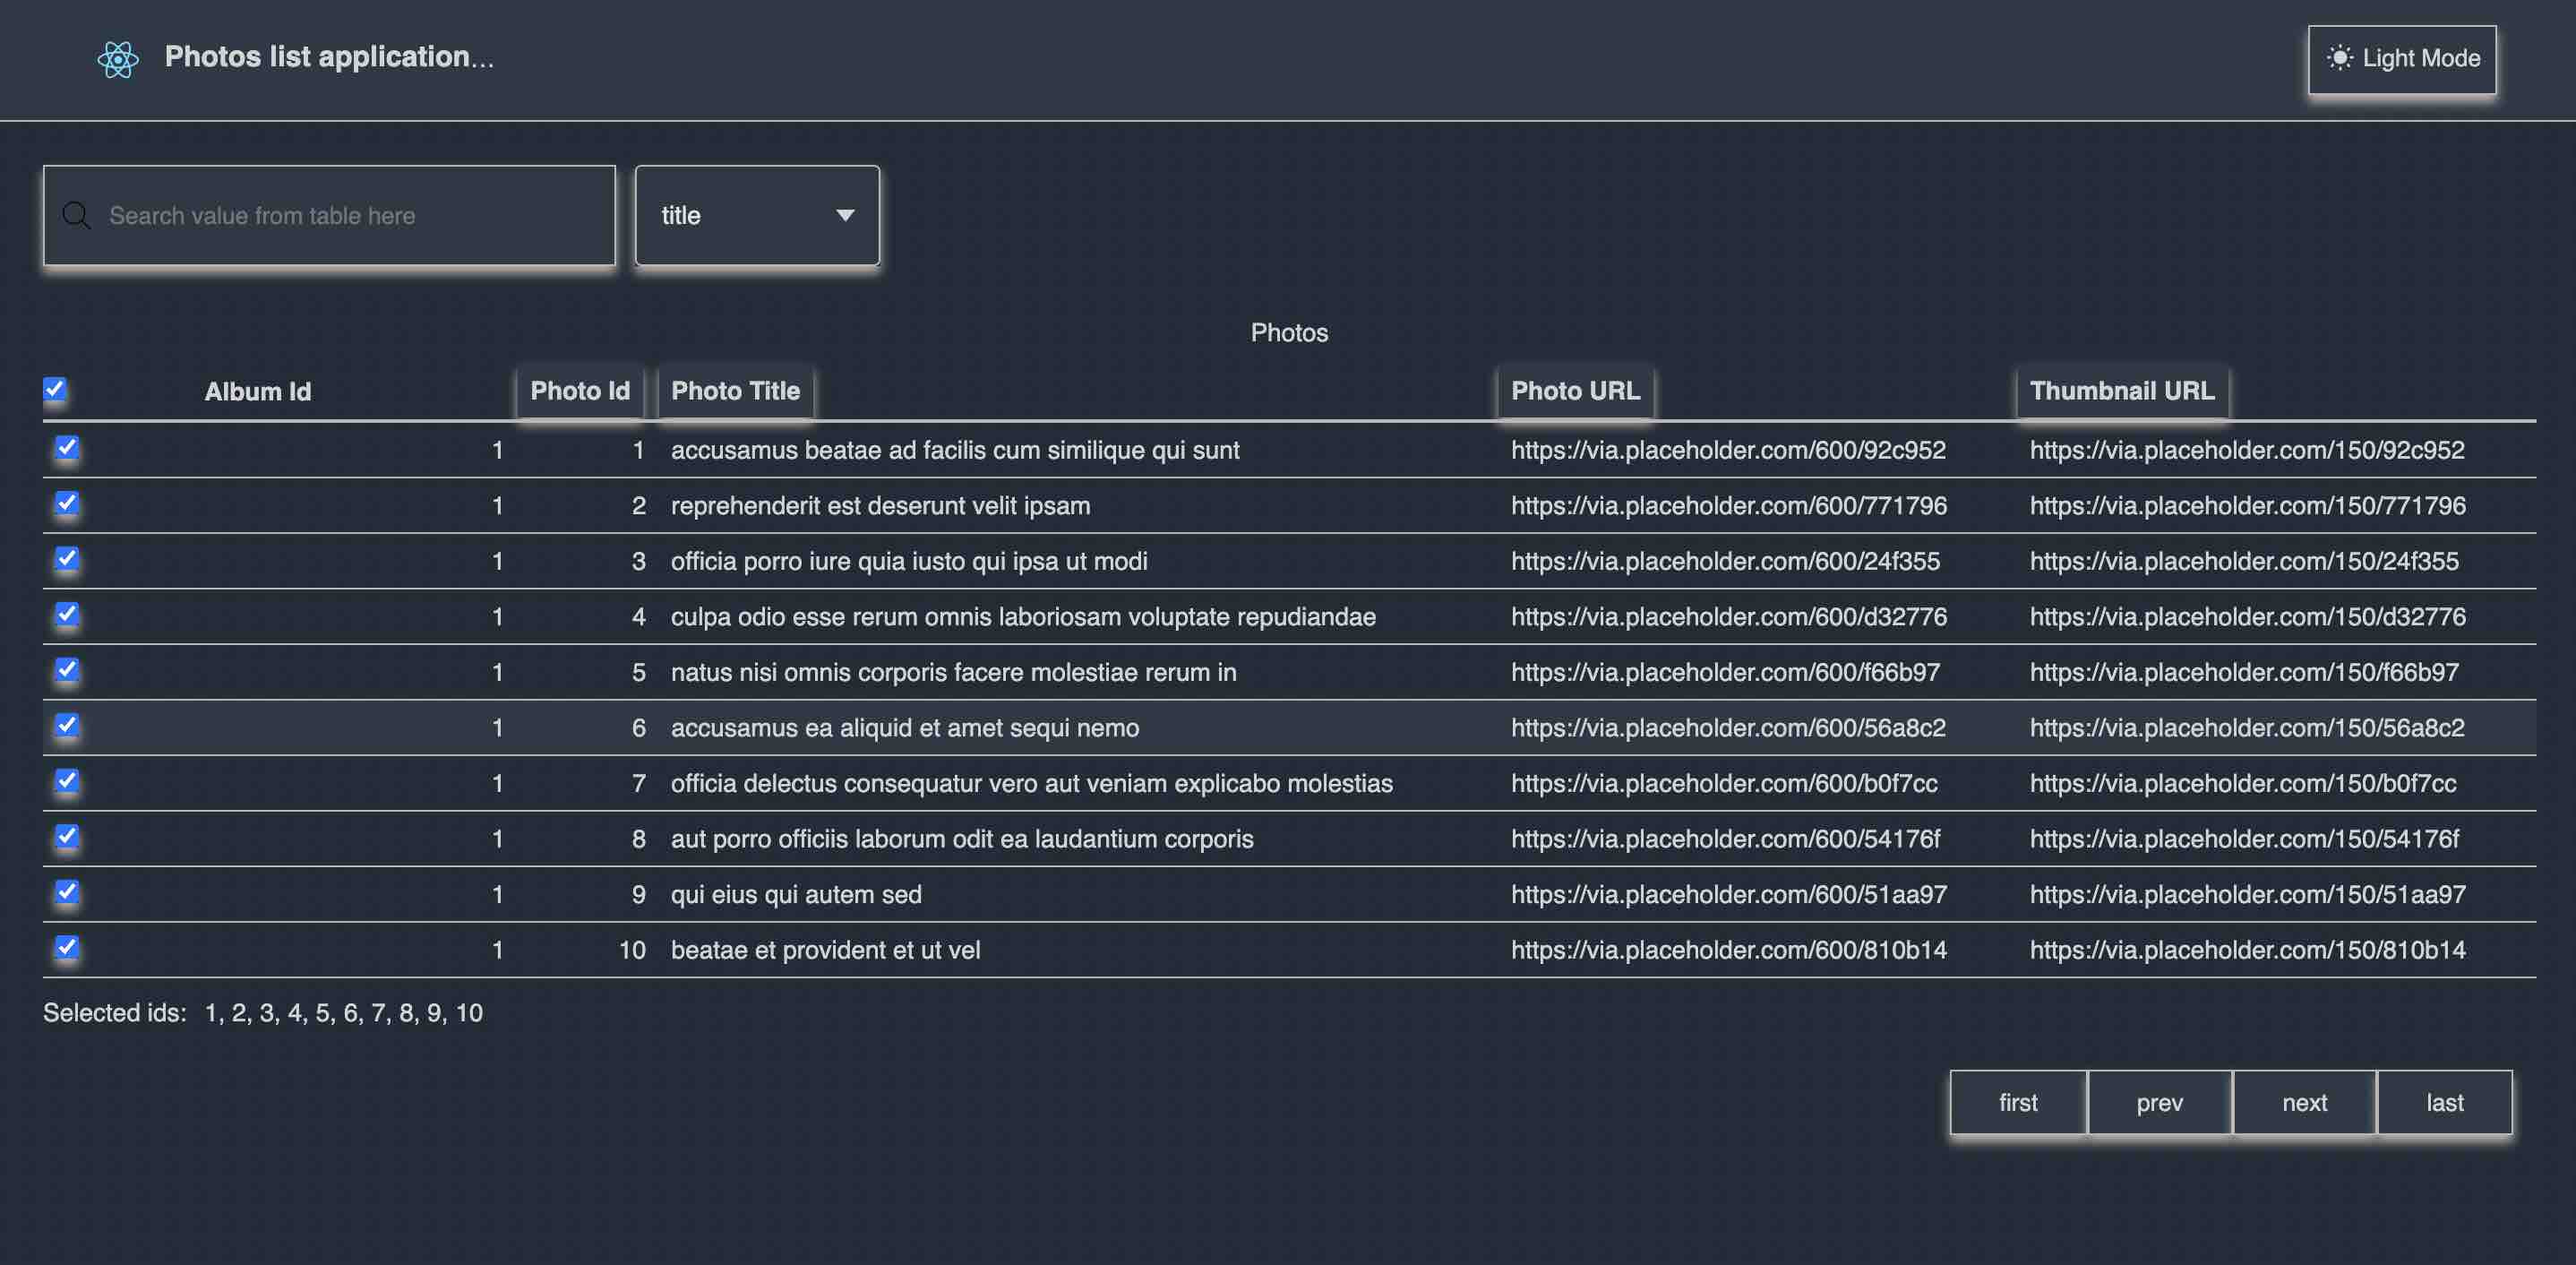 Photos list application...
Light Mode
Search value from table here
title
Photos
Album Id Photo Id Photo Title Photo URL Thumbnail URL
1 1 accusamus beatae ad facilis cum similique qui sunt https://via.placeholder.com/600/92c952 https://via.placeholder.com/150/92c952
1 2 reprehenderit est deserunt velit ipsam https://via.placeholder.com/600/771796 https://via.placeholder.com/150/771796
1 3 officia porro iure quia iusto qui ipsa ut modi https://via.placeholder.com/600/24f355 https://via.placeholder.com/150/24f355
1 4 culpa odio esse rerum omnis laboriosam voluptate repudiandae https://via.placeholder.com/600/d32776 https://via.placeholder.com/150/d32776
1 5 natus nisi omnis corporis facere molestiae rerum in https://via.placeholder.com/600/f66b97 https://via.placeholder.com/150/f66b97
1 6 accusamus ea aliquid et amet sequi nemo https://via.placeholder.com/600/56a8c2 https://via.placeholder.com/150/56a8c2
1 7 officia delectus consequatur vero aut veniam explicabo molestias https://via.placeholder.com/600/b0f7cc https://via.placeholder.com/150/b0f7cc
1 8 aut porro officiis laborum odit ea laudantium corporis https://via.placeholder.com/600/54176f https://via.placeholder.com/150/54176f
1 9 qui eius qui autem sed https://via.placeholder.com/600/51aa97 https://via.placeholder.com/150/51aa97
1 10 beatae et provident et ut vel https://via.placeholder.com/600/810b14 https://via.placeholder.com/150/810b14
Selected ids: 1, 2, 3, 4, 5, 6, 7, 8, 9, 10
first prev next last